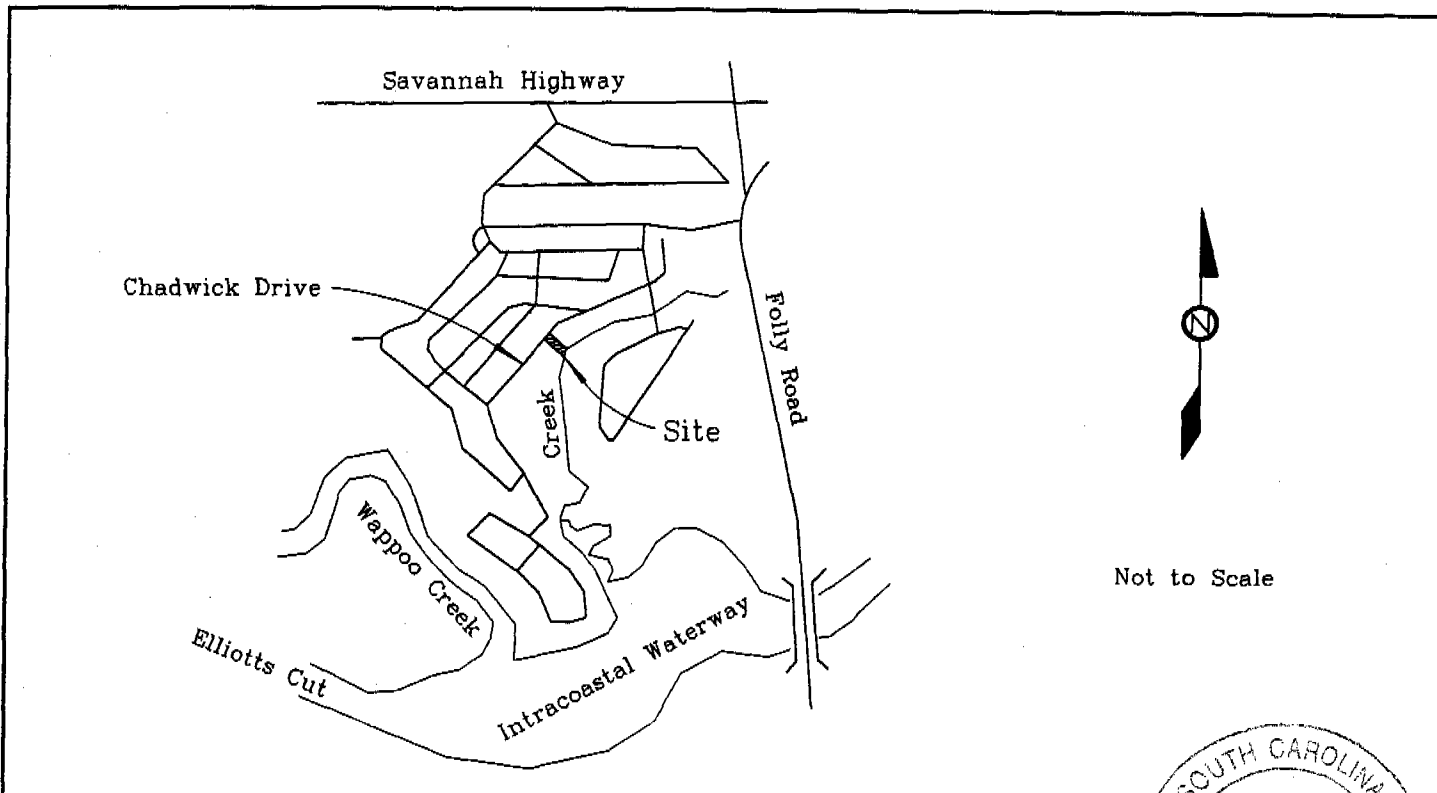 Savannah Highway
Chadwick Drive
Folly Road
Creek
Site
N
Wappoo Creek
Not to Scale
Elliotts Cut
Intracoastal Waterway
SOUTH CAROLINA